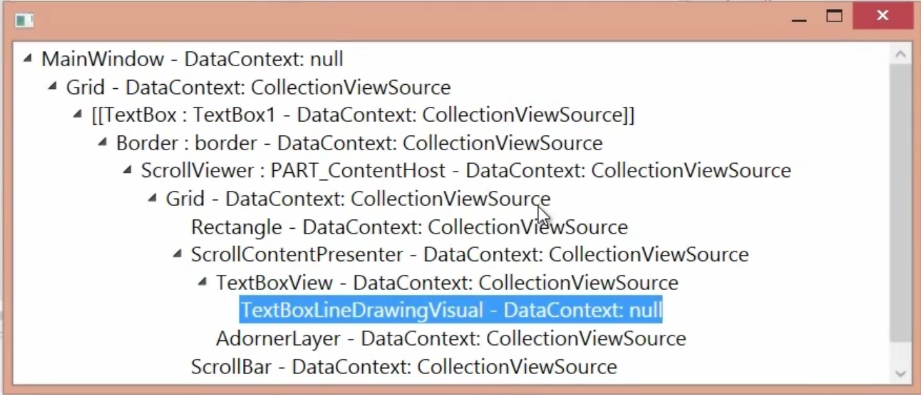 MainWindow - DataContext: null
Grid - DataContext: CollectionViewSource
[[TextBox : TextBox1 - DataContext: CollectionViewSource]]
Border : border - DataContext: CollectionViewSource
ScrollViewer : PART_ContentHost - DataContext: CollectionViewSource
Grid - DataContext: CollectionViewSource
Rectangle - DataContext: CollectionViewSource
ScrollContentPresenter - DataContext: CollectionViewSource
TextBoxView - DataContext: CollectionViewSource
TextBoxLineDrawingVisual - DataContext: null
AdornerLayer - DataContext: CollectionViewSource
ScrollBar - DataContext: CollectionViewSource